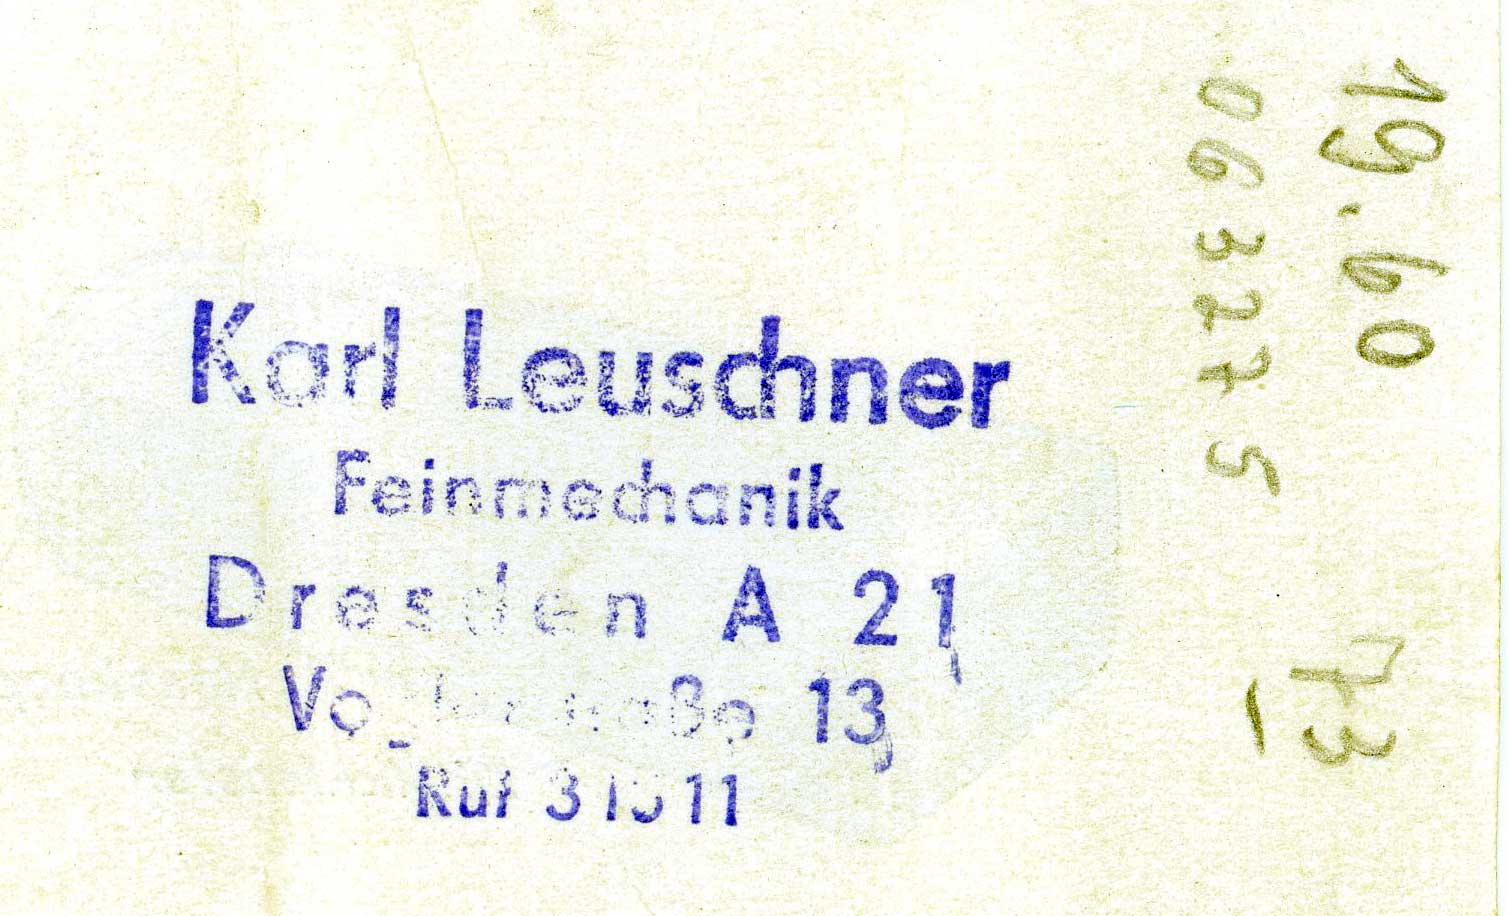 Karl Leuschner
Feinmechanik
Dresden A 21
13
Ruf
19.60
063275
73